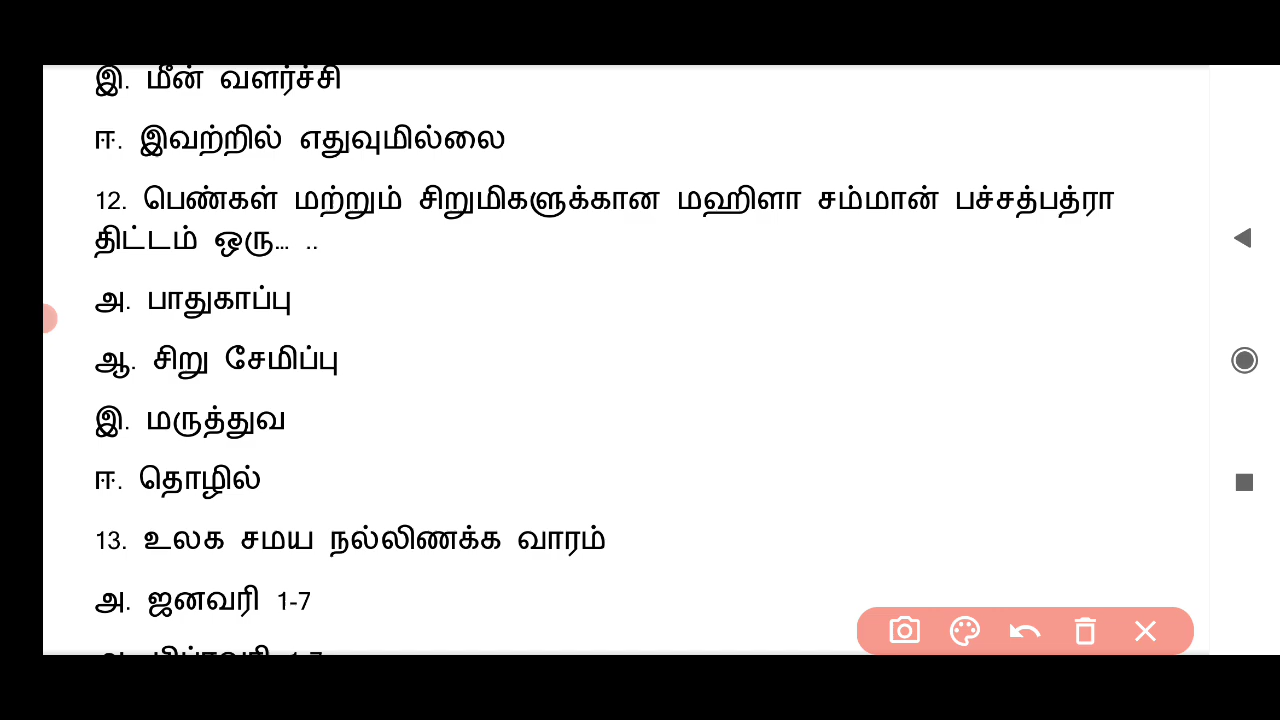 இ. மீன் வளர்ச்சி
ஈ. இவற்றில் எதுவுமில்லை
12. பெண்கள் மற்றும் சிறுமிகளுக்கான மஹிளா சம்மான் பச்சத்பத்ரா
திட்டம் ஒரு... ..
அ. பாதுகாப்பு
ஆ. சிறு சேமிப்பு
இ. மருத்துவ
ஈ. தொழில்
13. உலக சமய நல்லிணக்க வாரம்
அ. ஜனவரி 1-7